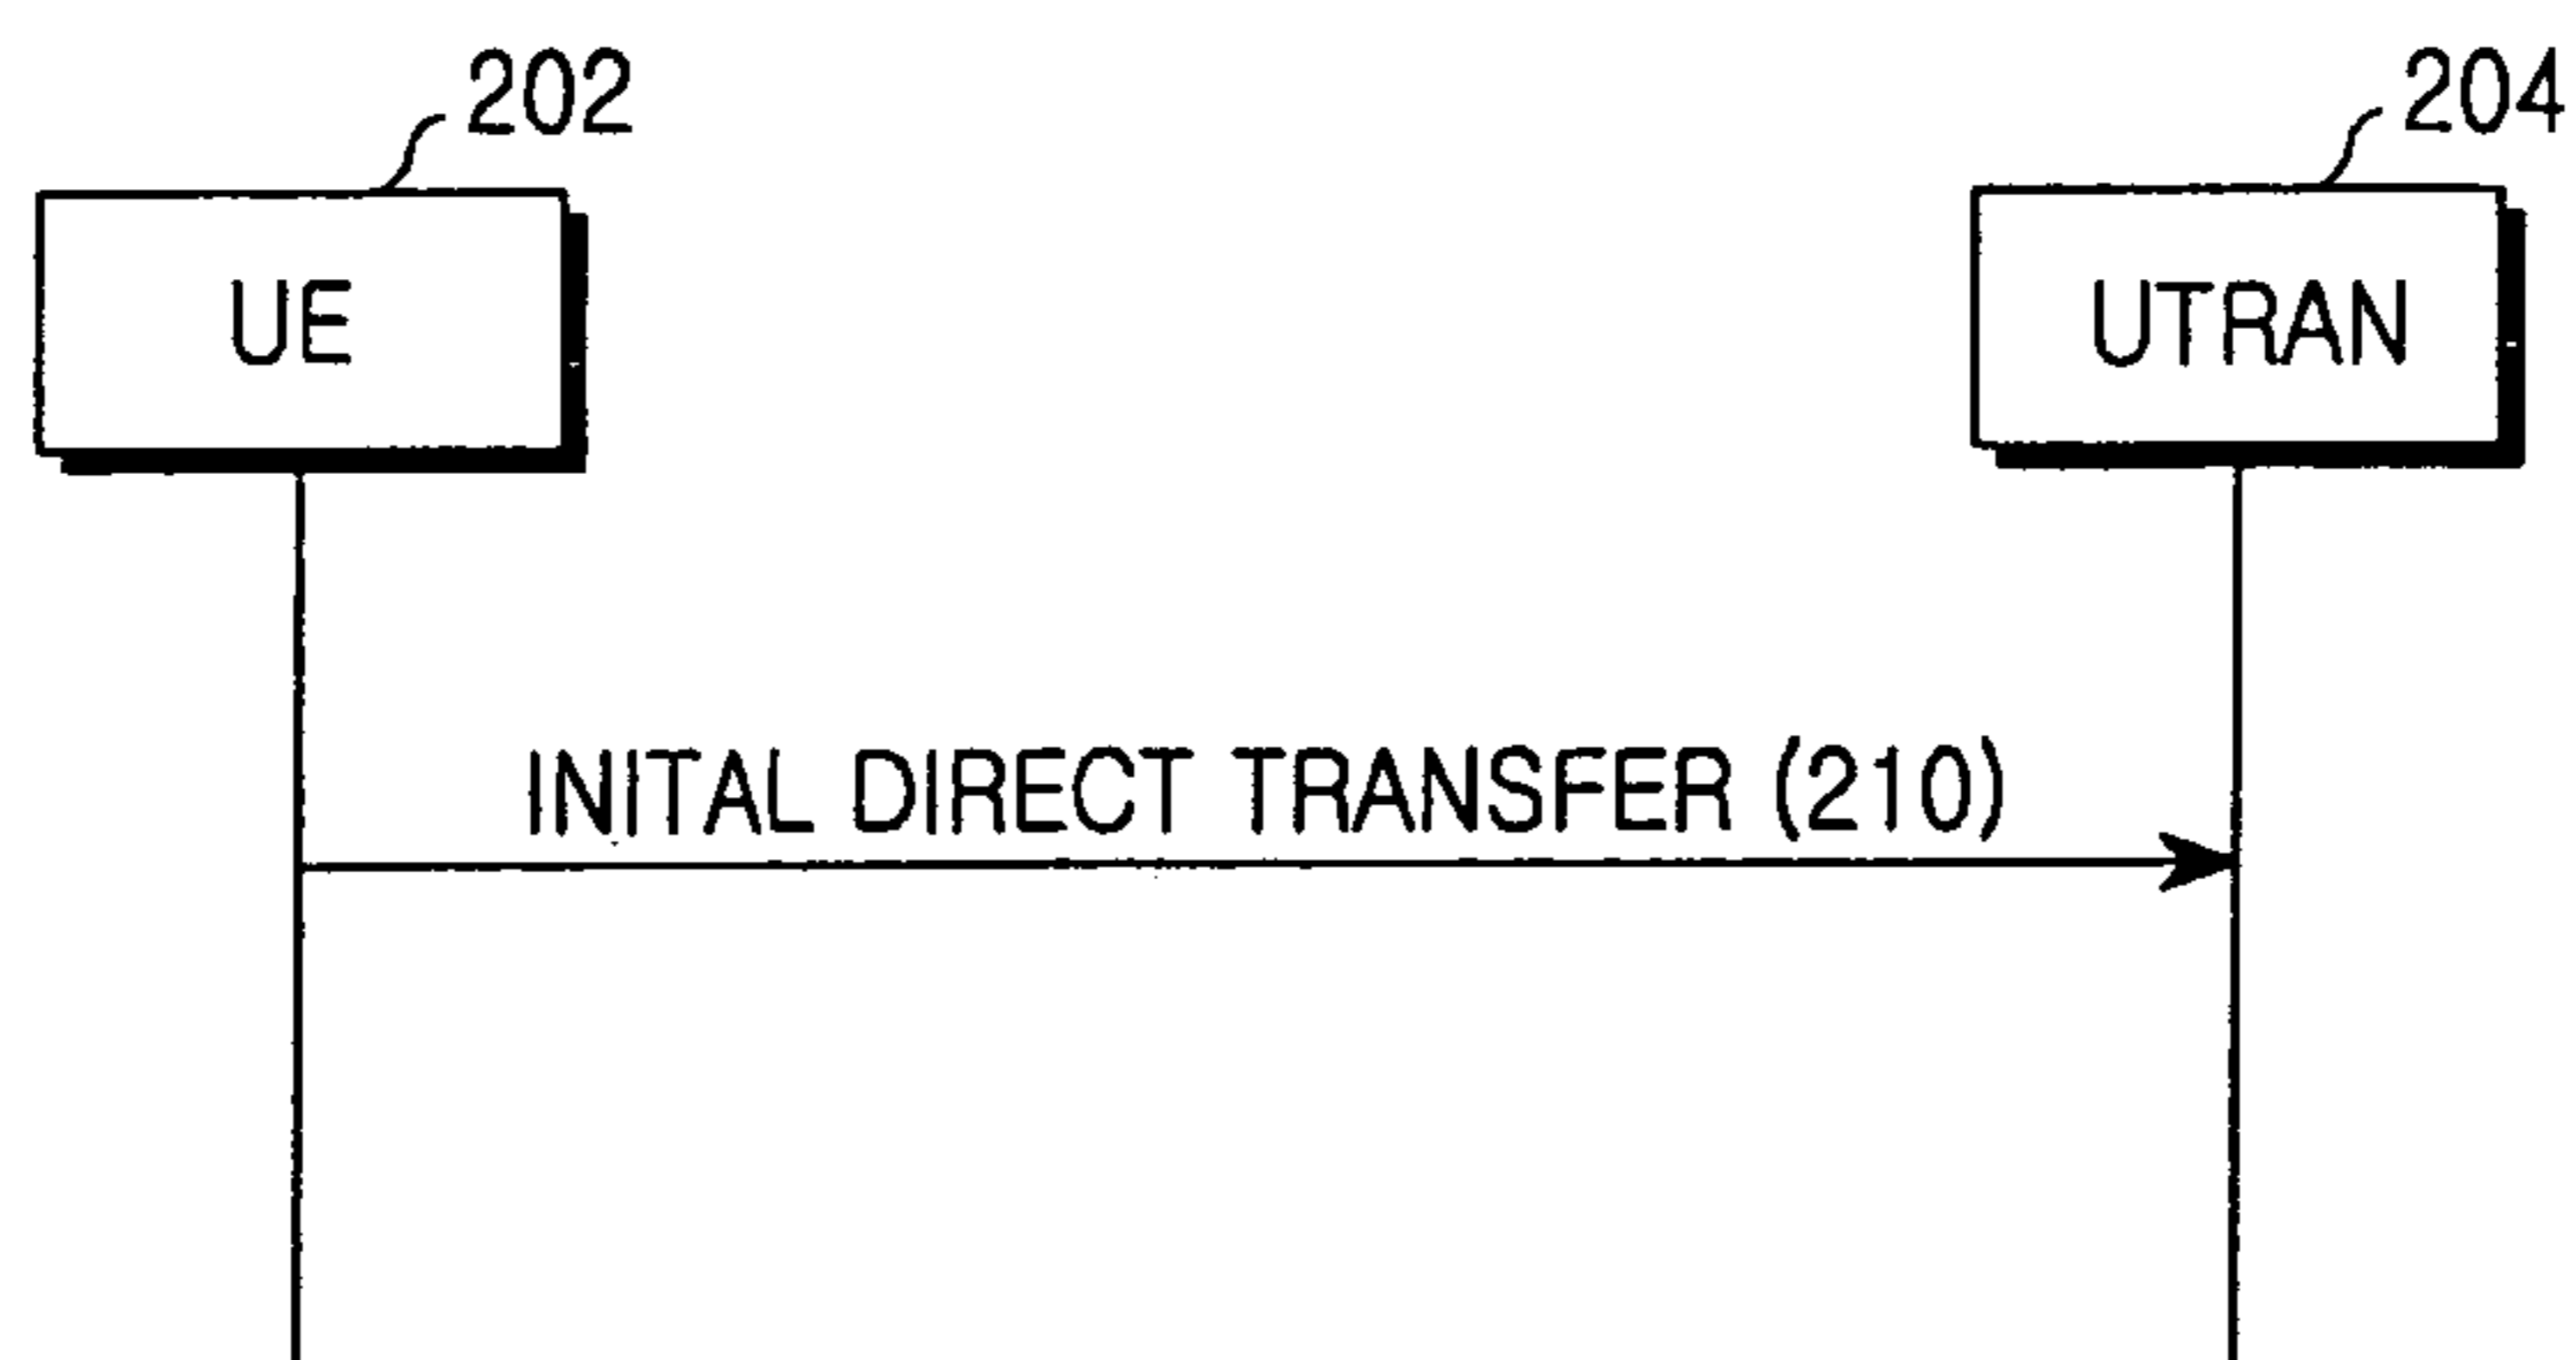 202
204
UE
UTRAN
INITAL DIRECT TRANSFER (210)